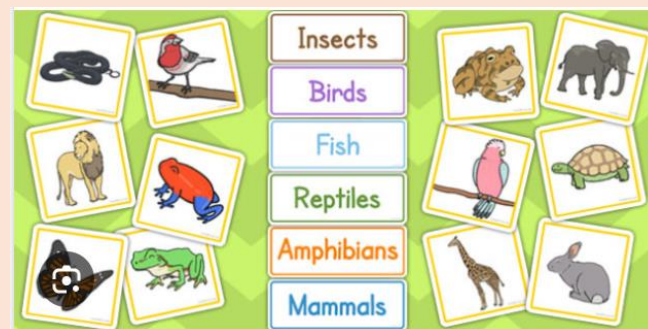 Insects
Birds
Fish
Reptiles
Amphibians
Mammals